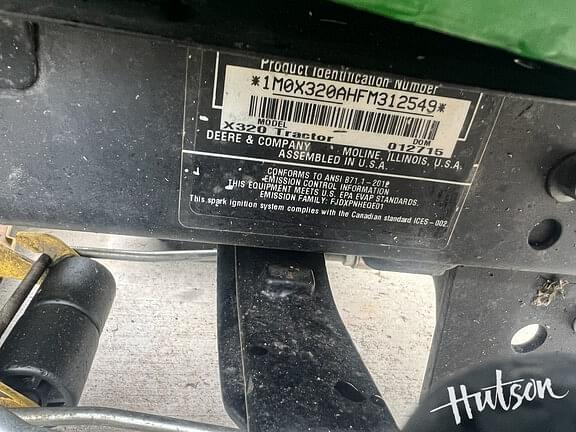 Product Identification Number
*1M0X320AHFM312549*
MODEL
X320 Tractor
DOM
012715
DEERE & COMPANY MOLINE, ILLINOIS, U.S.A.
ASSEMBLED IN U.S.A.
CONFORMS TO ANSI B71.1-2012
EMISSION CONTROL INFORMATION
THIS EQUIPMENT MEETS U.S. EPA EVAP STANDARDS.
EMISSION FAMILY: FJDXPNHEOE01
This spark ignition system complies with the Canadian standard ICES-002
Hutson